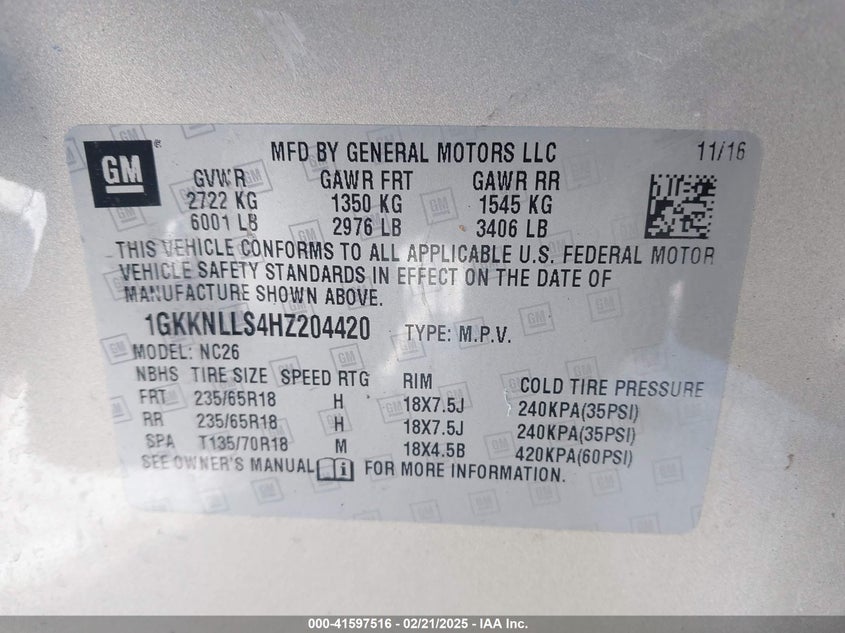 GM MFD BY GENERAL MOTORS LLC 11/16
GVWR GAWR FRT GAWR RR
2722 KG 1350 KG 1545 KG
6001 LB 2976 LB 3406 LB
THIS VEHICLE CONFORMS TO ALL APPLICABLE U.S. FEDERAL MOTOR
VEHICLE SAFETY STANDARDS IN EFFECT ON THE DATE OF
MANUFACTURE SHOWN ABOVE.
1GKKNLLS4HZ204420 TYPE: M.P.V.
MODEL: NC26
NBHS TIRE SIZE SPEED RTG RIM COLD TIRE PRESSURE
FRT 235/65R18 H 18X7.5J 240KPA(35PSI)
RR 235/65R18 H 18X7.5J 240KPA(35PSI)
SPA T135/70R18 M 18X4.5B 420KPA(60PSI)
SEE OWNER'S MANUAL i FOR MORE INFORMATION.
000-41597516 - 02/21/2025 - IAA Inc.